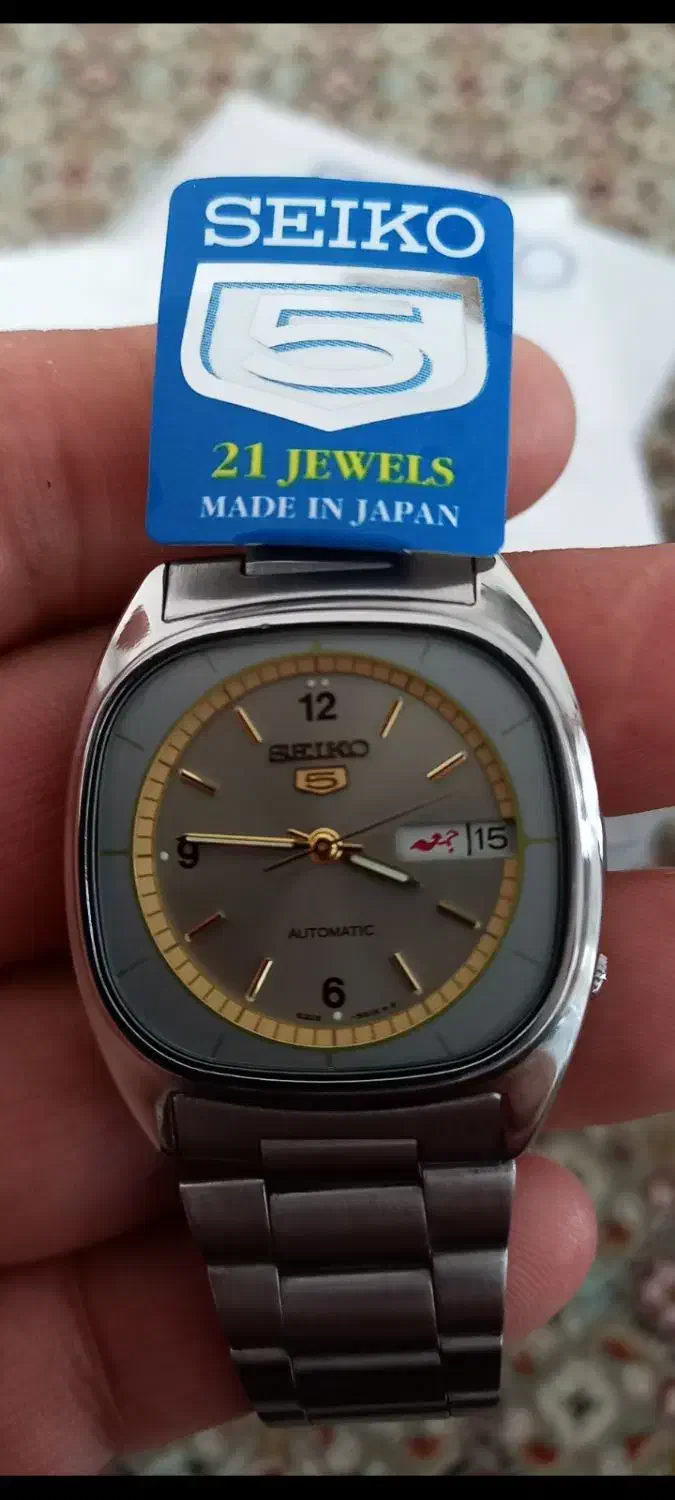 SEIKO
5
21 JEWELS
MADE IN JAPAN
12
SEIKO
5
9
15
AUTOMATIC
6